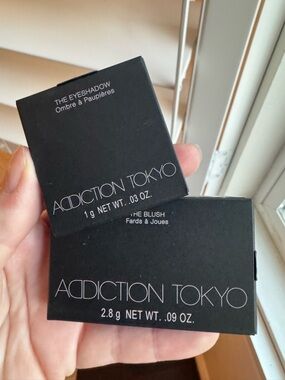 THE EYESHADOW
Ombre à Paupières
ADDICTION TOKYO
1 g NET WT. .03 OZ.
THE BLUSH
Fards à Joues
ADDICTION TOKYO
2.8 g NET WT. .09 OZ.